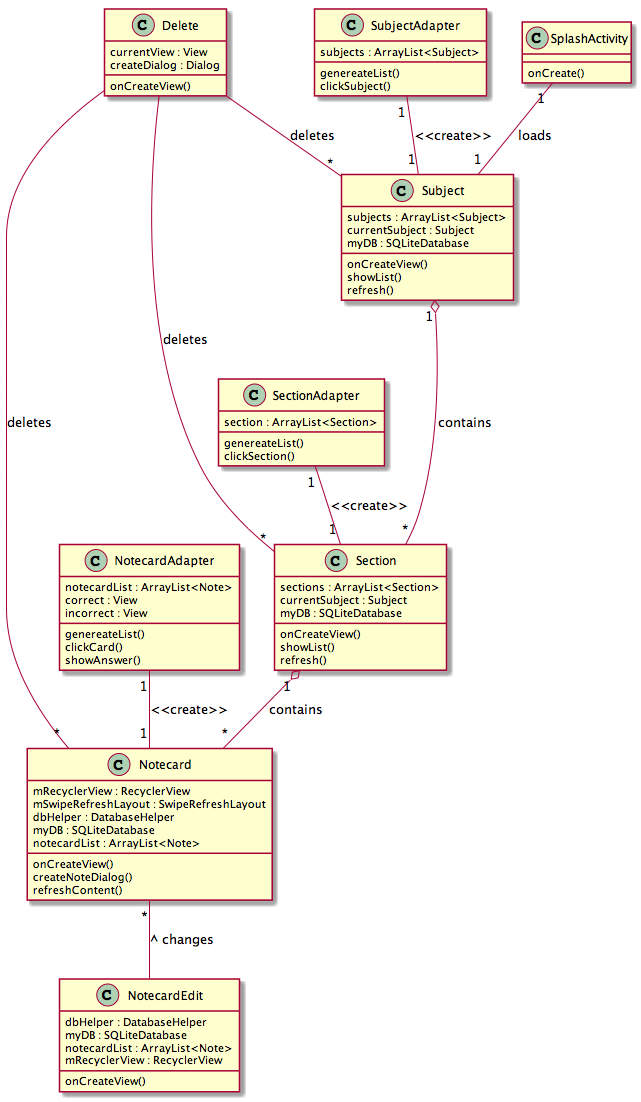 C Delete
currentView : View
createDialog : Dialog
onCreateView()
C SubjectAdapter
subjects : ArrayList<Subject>
genereateList()
clickSubject()
C SplashActivity
onCreate()
1
1
deletes
<<create>>
loads
*
1
1
C Subject
subjects : ArrayList<Subject>
currentSubject : Subject
myDB : SQLiteDatabase
onCreateView()
showList()
refresh()
1
deletes
C SectionAdapter
section : ArrayList<Section>
genereateList()
clickSection()
deletes
contains
1
<<create>>
*
1
*
C NotecardAdapter
notecardList : ArrayList<Note>
correct : View
incorrect : View
genereateList()
clickCard()
showAnswer()
C Section
sections : ArrayList<Section>
currentSubject : Subject
myDB : SQLiteDatabase
onCreateView()
showList()
refresh()
1
1
<<create>>
contains
*
1
*
C Notecard
mRecyclerView : RecyclerView
mSwipeRefreshLayout : SwipeRefreshLayout
dbHelper : DatabaseHelper
myDB : SQLiteDatabase
notecardList : ArrayList<Note>
onCreateView()
createNoteDialog()
refreshContent()
*
^ changes
C NotecardEdit
dbHelper : DatabaseHelper
myDB : SQLiteDatabase
notecardList : ArrayList<Note>
mRecyclerView : RecyclerView
onCreateView()